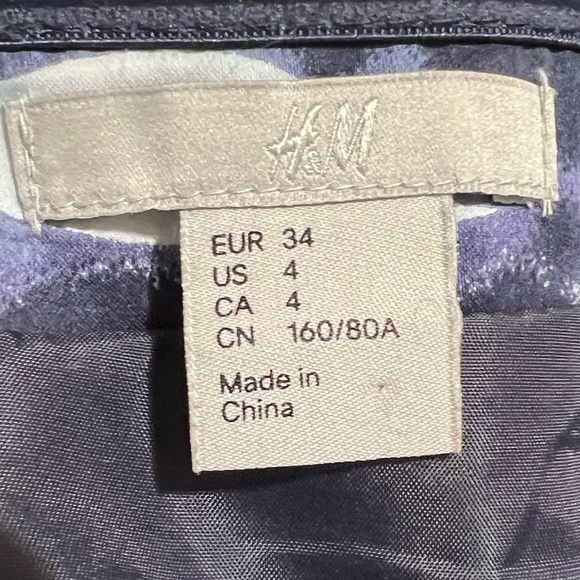 H&M
EUR 34
US 4
CA 4
CN 160/80A
Made in
China